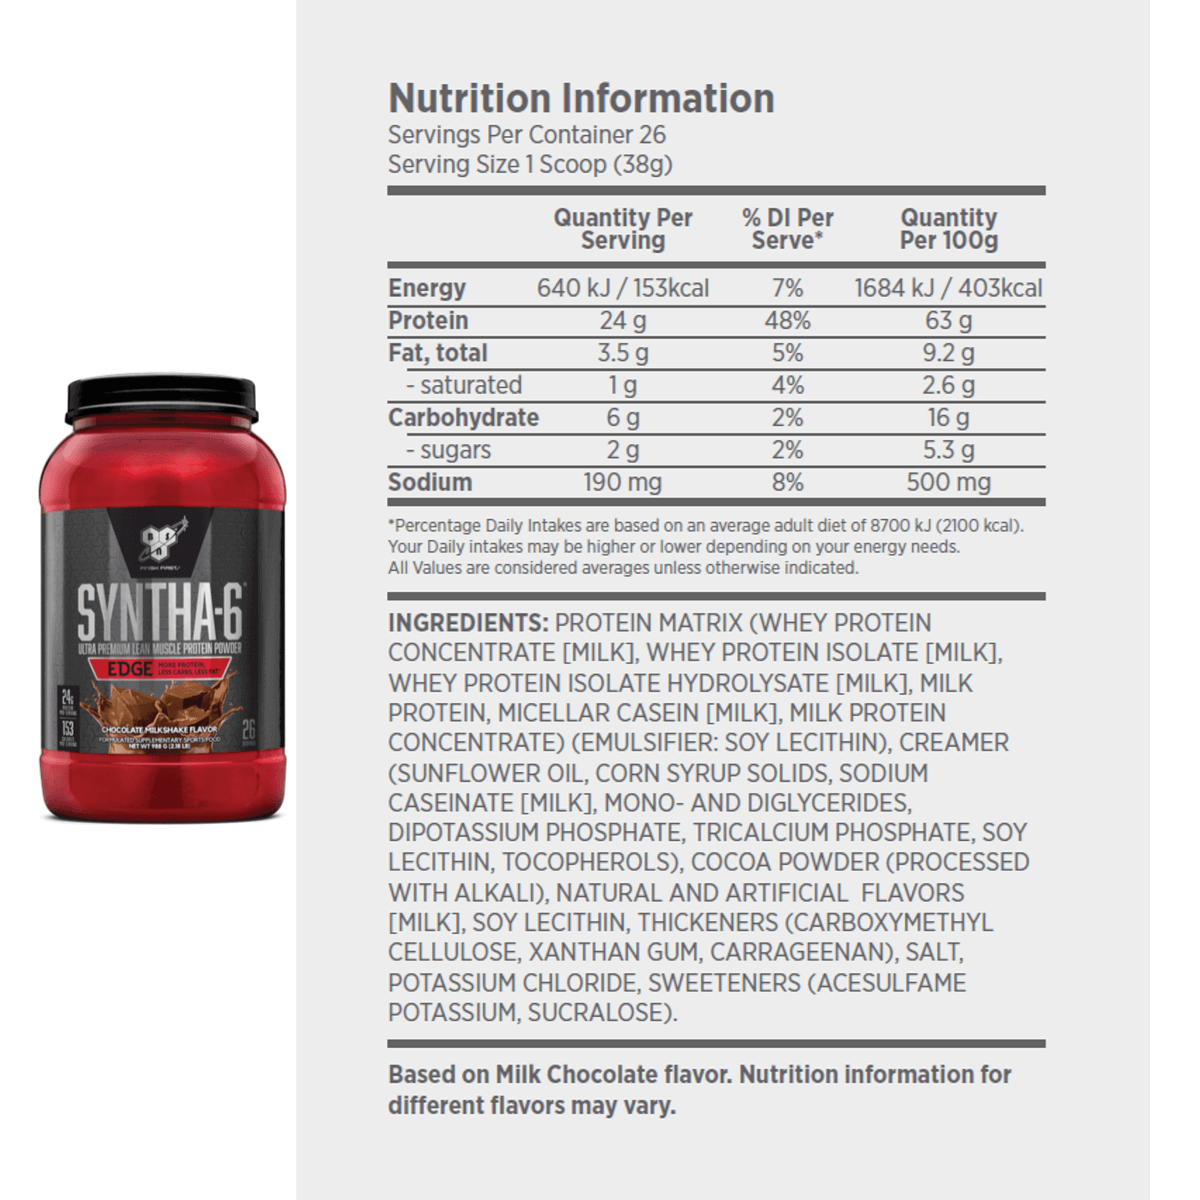 Nutrition Information
Servings Per Container 26
Serving Size 1 Scoop (38g)
Quantity Per Serving % DI Per Serve* Quantity Per 100g
Energy 640 kJ / 153kcal 7% 1684 kJ / 403kcal
Protein 24 g 48% 63 g
Fat, total 3.5 g 5% 9.2 g
- saturated 1 g 4% 2.6 g
Carbohydrate 6 g 2% 16 g
- sugars 2 g 2% 5.3 g
Sodium 190 mg 8% 500 mg
*Percentage Daily Intakes are based on an average adult diet of 8700 kJ (2100 kcal).
Your Daily intakes may be higher or lower depending on your energy needs.
All Values are considered averages unless otherwise indicated.
INGREDIENTS: PROTEIN MATRIX (WHEY PROTEIN
CONCENTRATE [MILK], WHEY PROTEIN ISOLATE [MILK],
WHEY PROTEIN ISOLATE HYDROLYSATE [MILK], MILK
PROTEIN, MICELLAR CASEIN [MILK], MILK PROTEIN
CONCENTRATE) (EMULSIFIER: SOY LECITHIN), CREAMER
(SUNFLOWER OIL, CORN SYRUP SOLIDS, SODIUM
CASEINATE [MILK], MONO- AND DIGLYCERIDES,
DIPOTASSIUM PHOSPHATE, TRICALCIUM PHOSPHATE, SOY
LECITHIN, TOCOPHEROLS), COCOA POWDER (PROCESSED
WITH ALKALI), NATURAL AND ARTIFICIAL FLAVORS
[MILK], SOY LECITHIN, THICKENERS (CARBOXYMETHYL
CELLULOSE, XANTHAN GUM, CARRAGEENAN), SALT,
POTASSIUM CHLORIDE, SWEETENERS (ACESULFAME
POTASSIUM, SUCRALOSE).
Based on Milk Chocolate flavor. Nutrition information for
different flavors may vary.
FINISH FIRST
SYNTHA-6
ULTRA PREMIUM LEAN MUSCLE PROTEIN POWDER
EDGE MORE PROTEIN,
LESS CARBS, LESS FAT
24g
153
CHOCOLATE MILKSHAKE FLAVOR
FORMULATED SUPPLEMENTARY SPORTS FOOD
NET WT 988 G (2.18 LB)
26